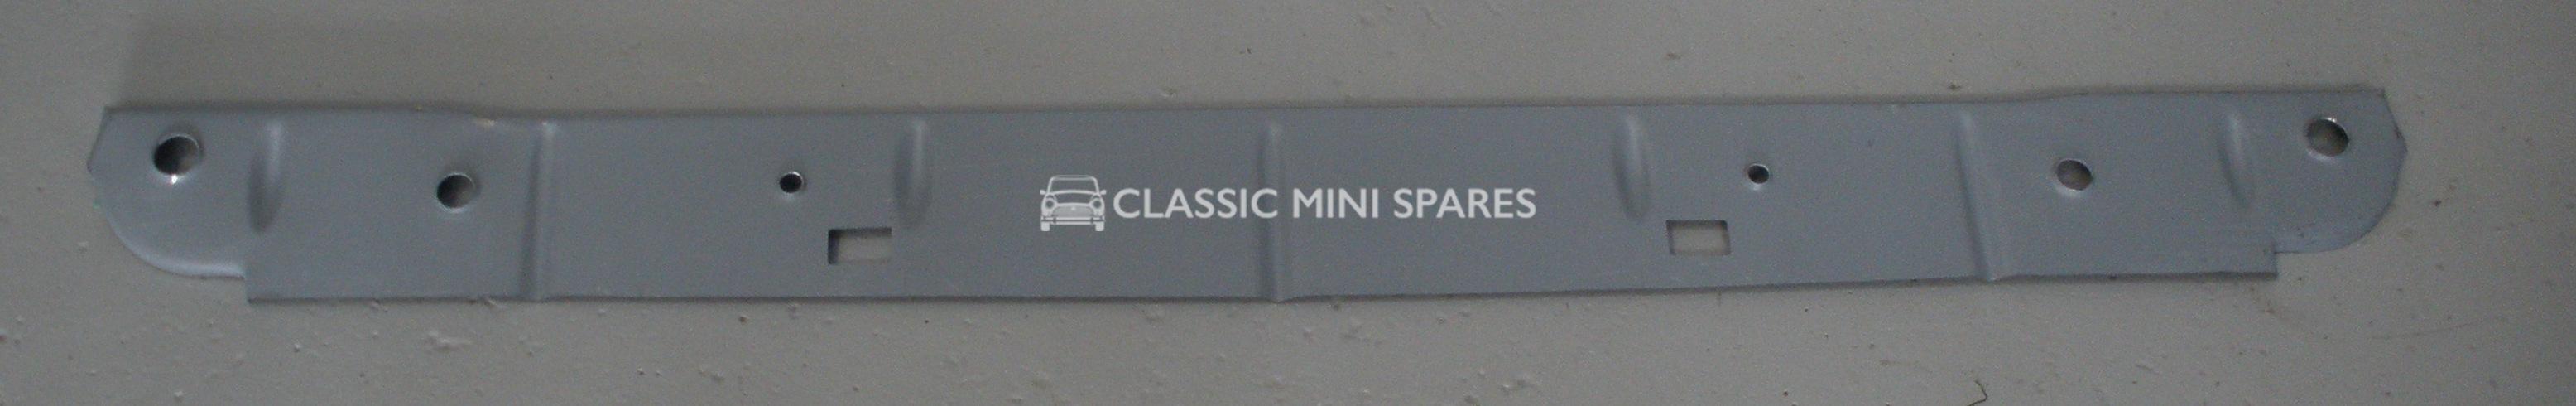 CLASSIC MINI SPARES